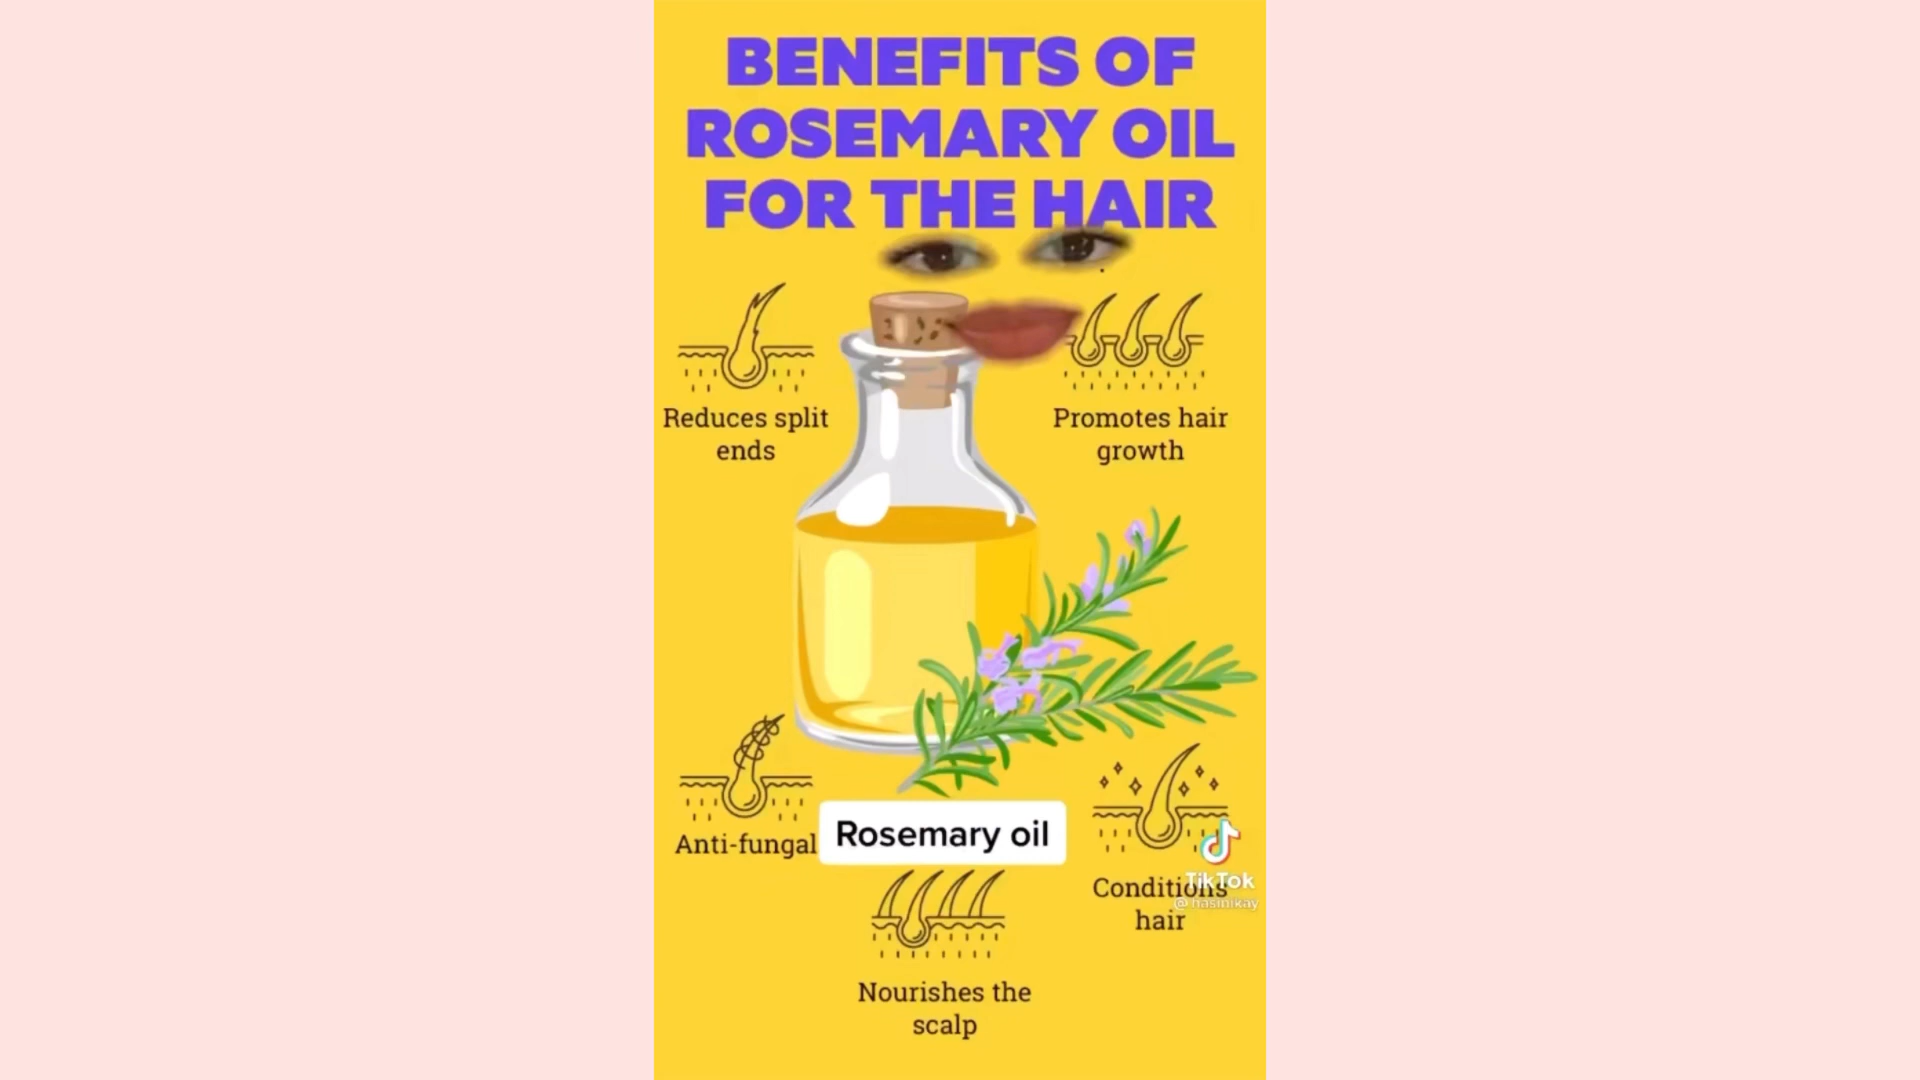 BENEFITS OF
ROSEMARY OIL
FOR THE HAIR
Reduces split
ends
Promotes hair
growth
Anti-fungal
Rosemary oil
Conditions
hair
TikTok
@hasinikay
Nourishes the
scalp